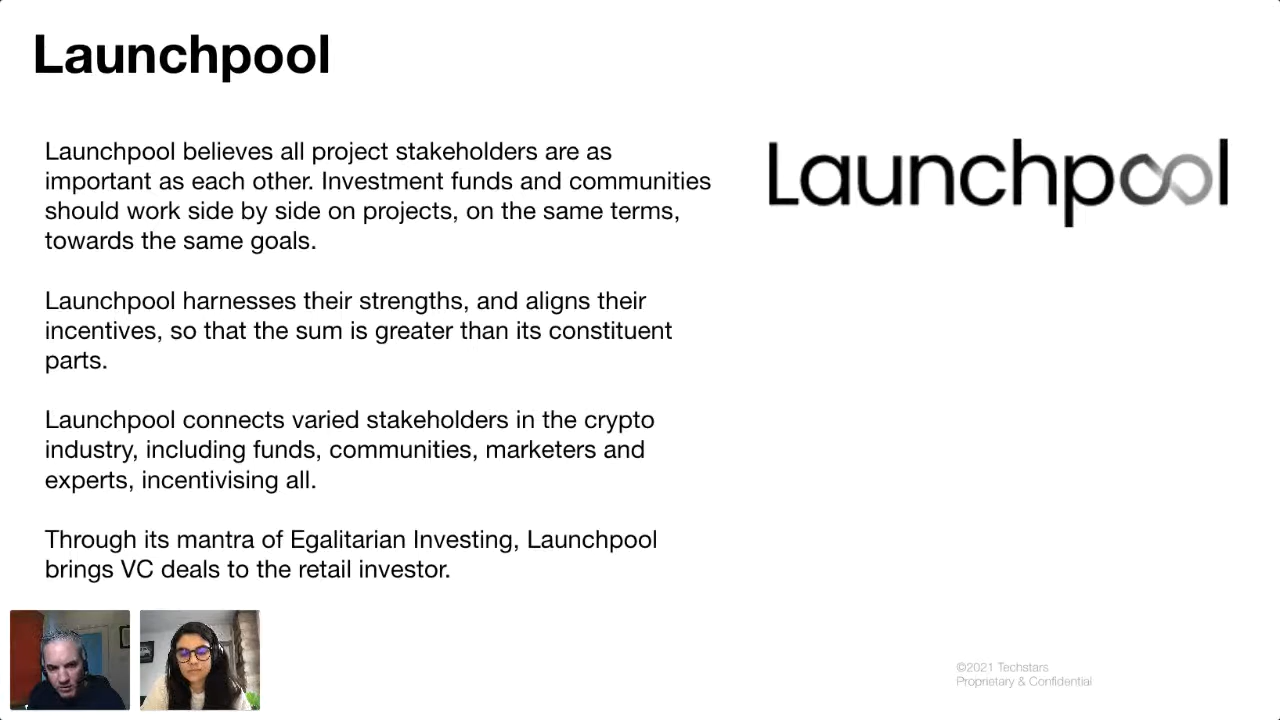 Launchpool
Launchpool believes all project stakeholders are as
important as each other. Investment funds and communities
should work side by side on projects, on the same terms,
towards the same goals.
Launchpool harnesses their strengths, and aligns their
incentives, so that the sum is greater than its constituent
parts.
Launchpool connects varied stakeholders in the crypto
industry, including funds, communities, marketers and
experts, incentivising all.
Through its mantra of Egalitarian Investing, Launchpool
brings VC deals to the retail investor.
Launchpool
©2021 Techstars
Proprietary & Confidential